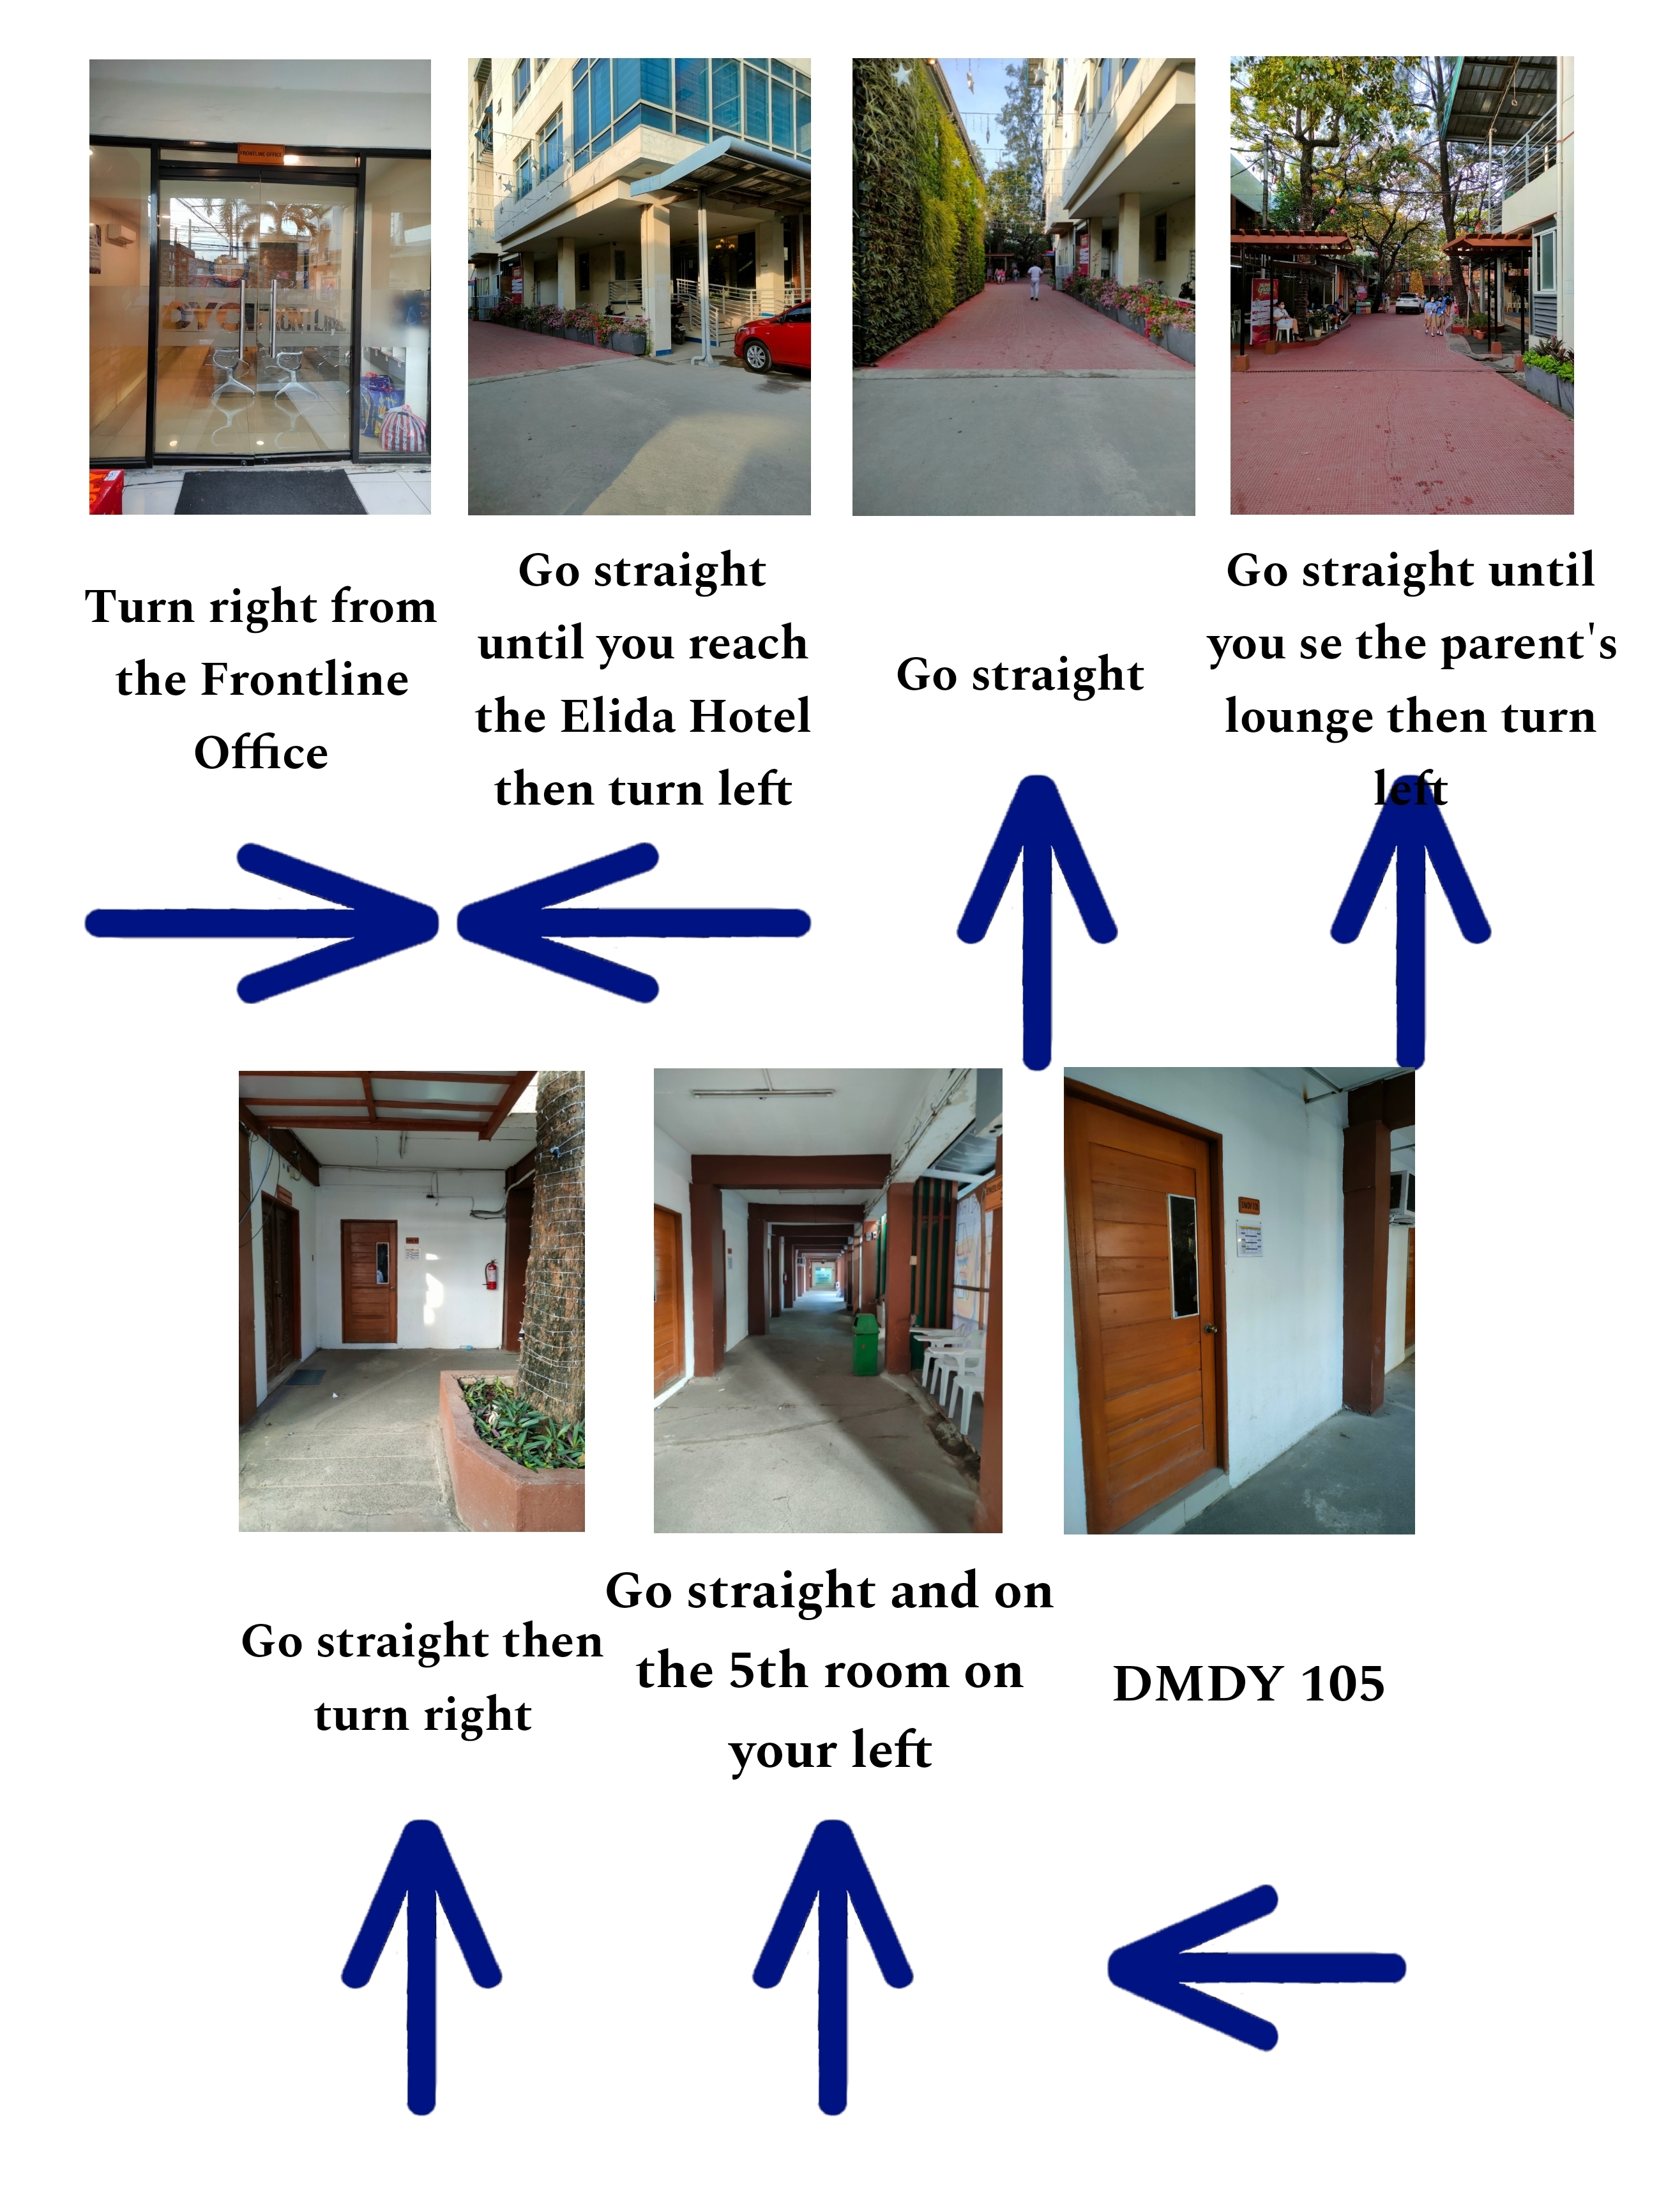 FRONTLINE OFFICE
Turn right from
the Frontline
Office
Go straight
until you reach
the Elida Hotel
then turn left
Go straight
Go straight until
you se the parent's
lounge then turn
left
Go straight then
turn right
Go straight and on
the 5th room on
your left
DMDY 105